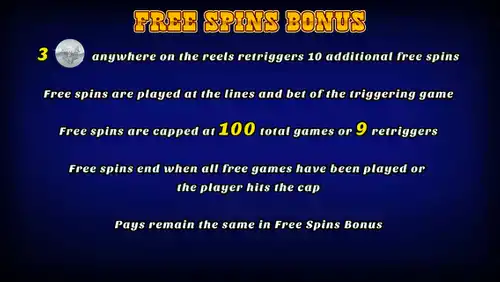 FREE SPINS BONUS
3 anywhere on the reels retriggers 10 additional free spins
Free spins are played at the lines and bet of the triggering game
Free spins are capped at 100 total games or 9 retriggers
Free spins end when all free games have been played or
the player hits the cap
Pays remain the same in Free Spins Bonus